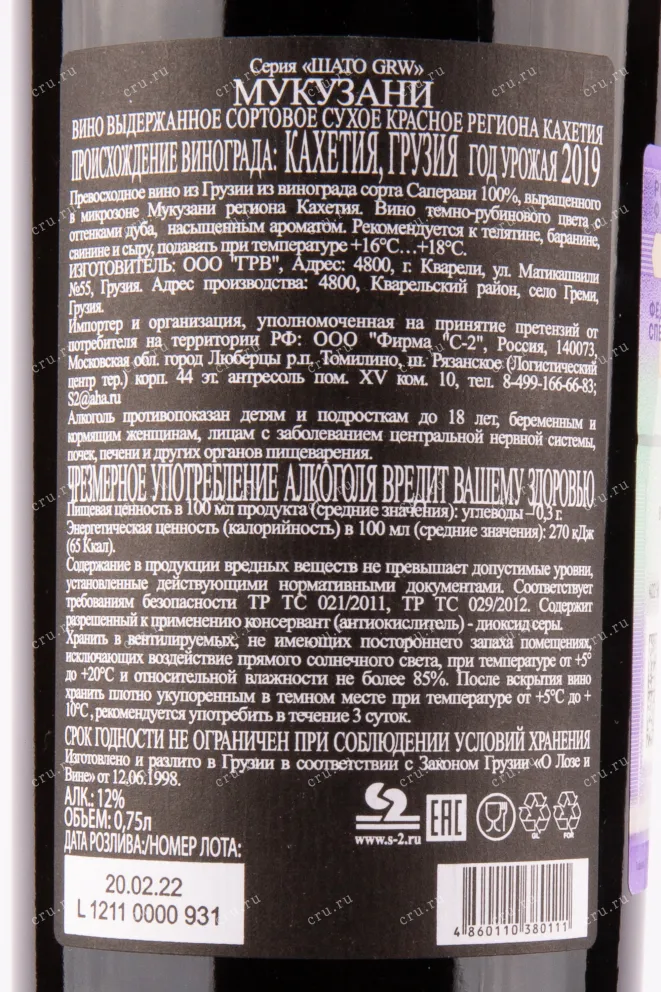 Серия «ШАТО GRW»
МУКУЗАНИ
ВИНО ВЫДЕРЖАННОЕ СОРТОВОЕ СУХОЕ КРАСНОЕ РЕГИОНА КАХЕТИЯ
ПРОИСХОЖДЕНИЕ ВИНОГРАДА: КАХЕТИЯ, ГРУЗИЯ ГОД УРОЖАЯ 2019
Превосходное вино из Грузии из винограда сорта Саперави 100%, выращенного
в микрозоне Мукузани региона Кахетия. Вино темно-рубинового цвета с
оттенками дуба, насыщенным ароматом. Рекомендуется к телятине, баранине,
свинине и сыру, подавать при температуре +16°C…+18°C.
ИЗГОТОВИТЕЛЬ: ООО "ГРВ", Адрес: 4800, г. Кварели, ул. Матикашвили
№55, Грузия. Адрес производства: 4800, Кварельский район, село Греми,
Грузия.
Импортер и организация, уполномоченная на принятие претензий от
потребителя на территории РФ: ООО "Фирма "С-2", Россия, 140073,
Московская обл. город Люберцы р.п. Томилино, ш. Рязанское (Логистический
центр тер.) корп. 44 эт. антресоль пом. XV ком. 10, тел. 8-499-166-66-83;
S2@aha.ru
Алкоголь противопоказан детям и подросткам до 18 лет, беременным и
кормящим женщинам, лицам с заболеванием центральной нервной системы,
почек, печени и других органов пищеварения.
ЧРЕЗМЕРНОЕ УПОТРЕБЛЕНИЕ АЛКОГОЛЯ ВРЕДИТ ВАШЕМУ ЗДОРОВЬЮ
Пищевая ценность в 100 мл продукта (средние значения): углеводы –0,3 г.
Энергетическая ценность (калорийность) в 100 мл (средние значения): 270 кДж
(65 Ккал).
Содержание в продукции вредных веществ не превышает допустимые уровни,
установленные действующими нормативными документами. Соответствует
требованиям безопасности ТР ТС 021/2011, ТР ТС 029/2012. Содержит
разрешенный к применению консервант (антиокислитель) - диоксид серы.
Хранить в вентилируемых, не имеющих постороннего запаха помещениях,
исключающих воздействие прямого солнечного света, при температуре от +5°
до +20°C и относительной влажности не более 85%. После вскрытия вино
хранить плотно укупоренным в темном месте при температуре от +5°C до +
10°C, рекомендуется употребить в течение 3 суток.
СРОК ГОДНОСТИ НЕ ОГРАНИЧЕН ПРИ СОБЛЮДЕНИИ УСЛОВИЙ ХРАНЕНИЯ
Изготовлено и разлито в Грузии в соответствии с Законом Грузии «О Лозе и
Вине» от 12.06.1998.
АЛК.: 12%
ОБЪЕМ: 0,75л
ДАТА РОЗЛИВА:/НОМЕР ЛОТА:
S2
www.s-2.ru
EAC
GL
FOR
20.02.22
L 1211 0000 931
4 860110 380111
cru.ru